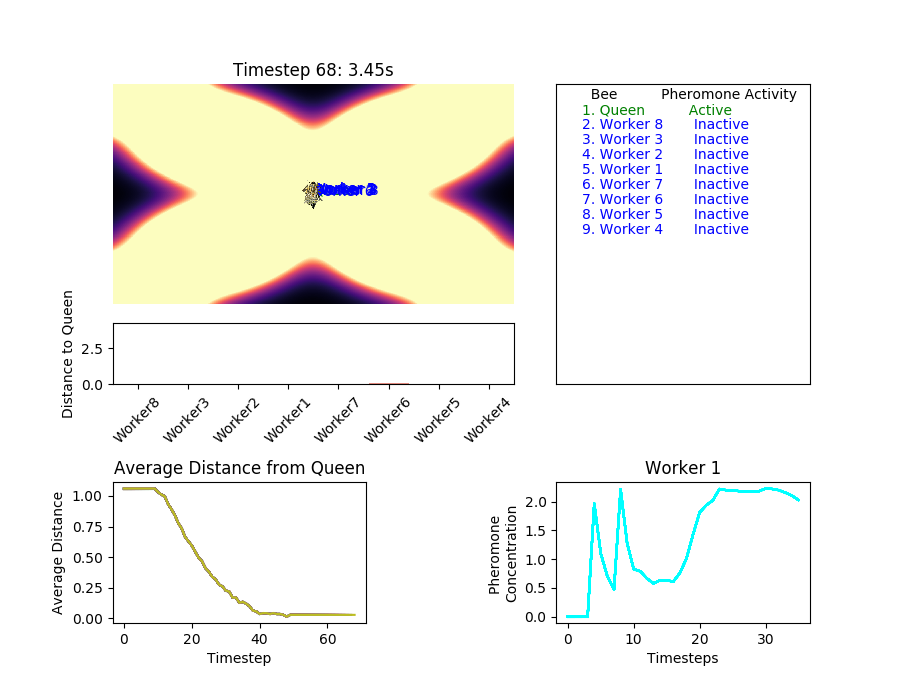 Timestep 68: 3.45s
Bee Pheromone Activity
1. Queen Active
2. Worker 8 Inactive
3. Worker 3 Inactive
4. Worker 2 Inactive
5. Worker 1 Inactive
6. Worker 7 Inactive
7. Worker 6 Inactive
8. Worker 5 Inactive
9. Worker 4 Inactive
Distance to Queen
2.5
0.0
Worker8
Worker3
Worker2
Worker1
Worker7
Worker6
Worker5
Worker4
Average Distance from Queen
Average Distance
1.00
0.75
0.50
0.25
0.00
0 20 40 60
Timestep
Worker 1
Pheromone
Concentration
2.0
1.5
1.0
0.5
0.0
0 10 20 30
Timesteps